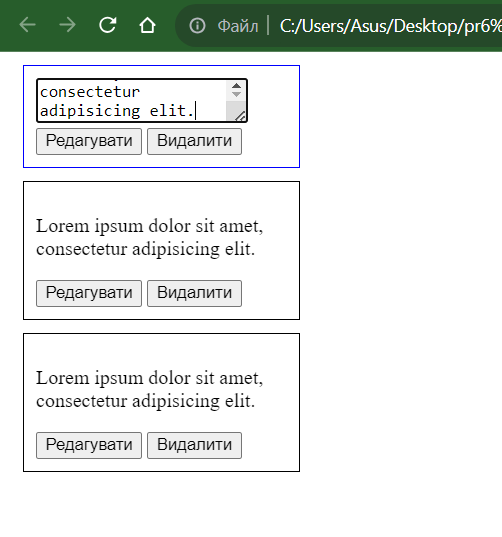 Файл C:/Users/Asus/Desktop/pr6%
consectetur
adipisicing elit.
Редагувати Видалити
Lorem ipsum dolor sit amet,
consectetur adipisicing elit.
Редагувати Видалити
Lorem ipsum dolor sit amet,
consectetur adipisicing elit.
Редагувати Видалити